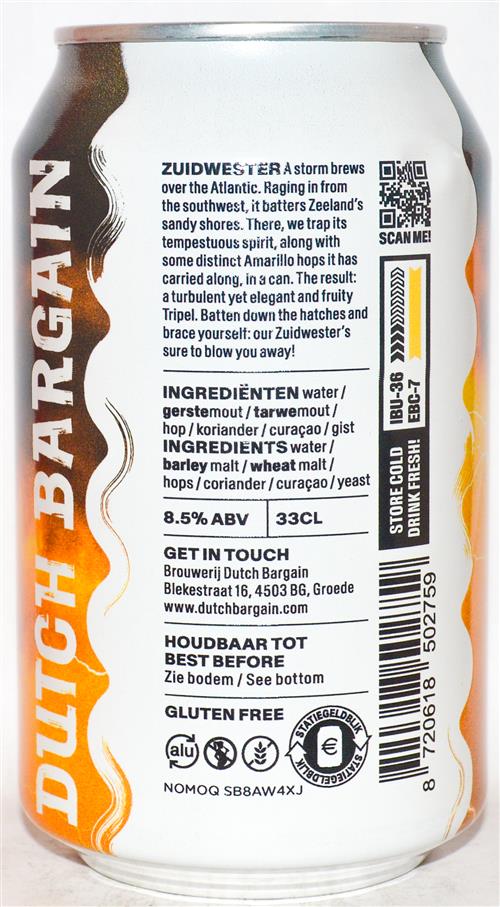 DUTCH BARGAIN
ZUIDWESTER A storm brews
over the Atlantic. Raging in from
the southwest, it batters Zeeland's
sandy shores. There, we trap its
tempestuous spirit, along with
some distinct Amarillo hops it has
carried along, in a can. The result:
a turbulent yet elegant and fruity
Tripel. Batten down the hatches and
brace yourself: our Zuidwester's
sure to blow you away!
INGREDIËNTEN water /
gerstemout / tarwemout /
hop / koriander / curaçao / gist
INGREDIËNTS water /
barley malt / wheat malt /
hops / coriander / curaçao / yeast
8.5% ABV 33CL
GET IN TOUCH
Brouwerij Dutch Bargain
Blekestraat 16, 4503 BG, Groede
www.dutchbargain.com
HOUDBAAR TOT
BEST BEFORE
Zie bodem / See bottom
GLUTEN FREE
alu
STATIEGELDBLIK
€
STATIEGELDBLIK
NOMOQ SB8AW4XJ
SCAN ME!
IBU-36
EBC-7
STORE COLD
DRINK FRESH!
8 720618 502759